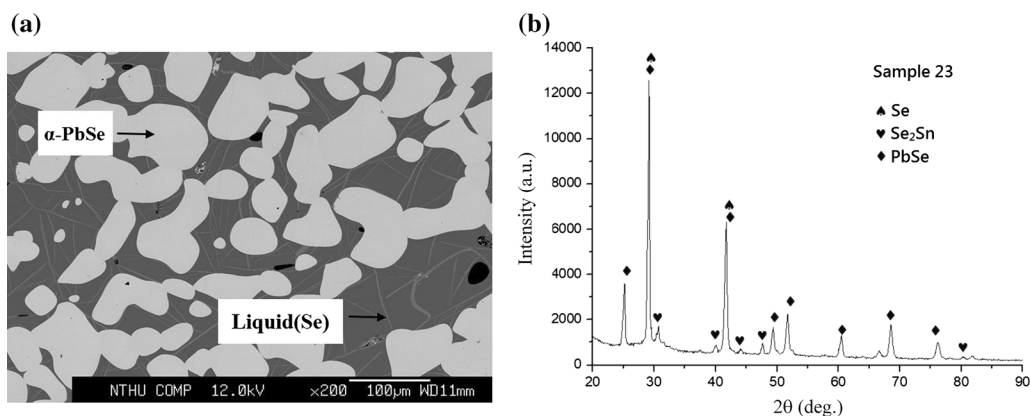 (a)
α-PbSe
Liquid(Se)
NTHU COMP 12.0kV ×200 100μm WD11mm
(b)
14000
12000
10000
8000
6000
4000
2000
0
Intensity (a.u.)
Sample 23
♠ Se
♥ Se₂Sn
♦ PbSe
20 30 40 50 60 70 80 90
2θ (deg.)